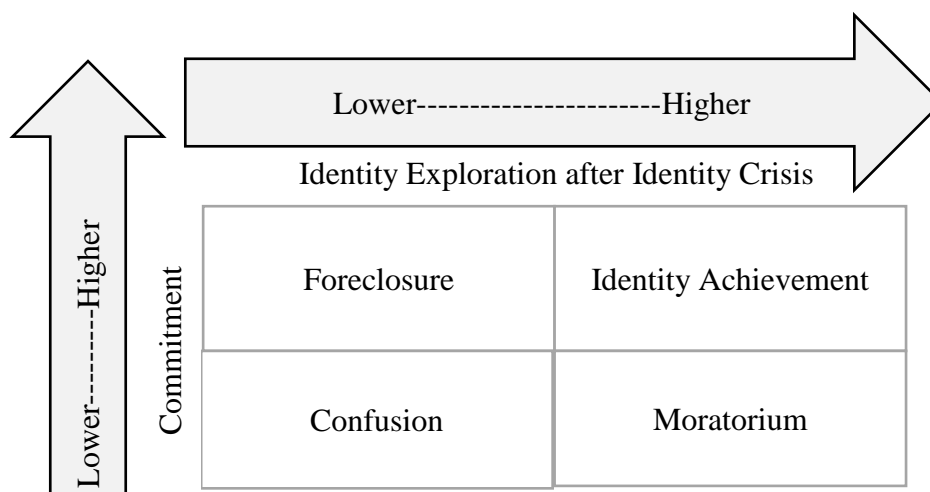 Lower-----------------------Higher
Identity Exploration after Identity Crisis
Lower----------Higher
Commitment
Foreclosure
Identity Achievement
Confusion
Moratorium